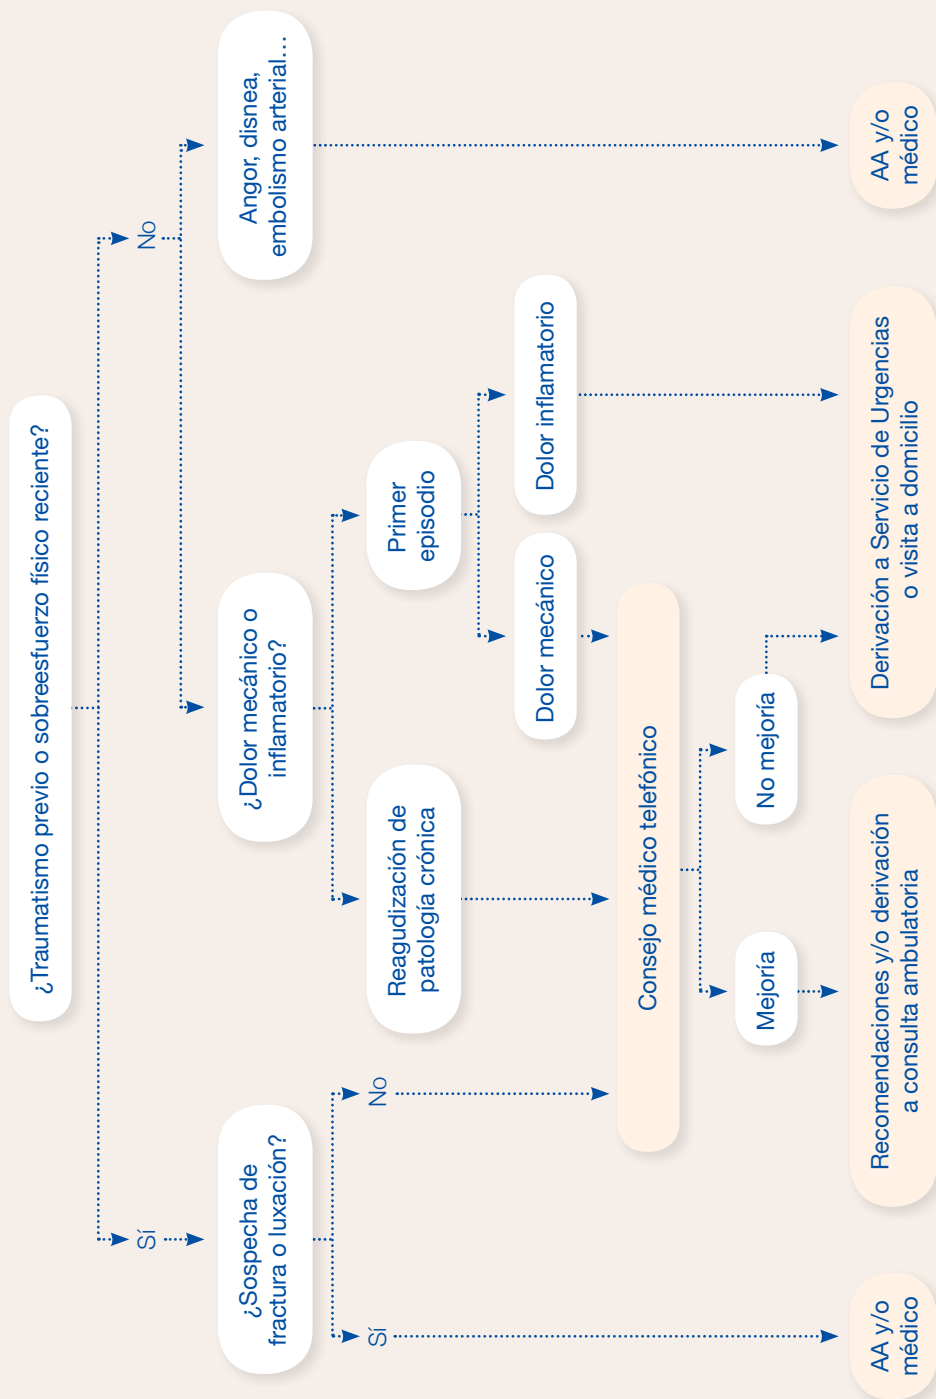 ¿Traumatismo previo o sobreesfuerzo físico reciente?
Sí
No
¿Sospecha de
fractura o luxación?
¿Dolor mecánico o
inflamatorio?
Angor, disnea,
embolismo arterial...
Sí
No
Reagudización de
patología crónica
Primer
episodio
Dolor mecánico
Dolor inflamatorio
Consejo médico telefónico
Mejoría
No mejoría
AA y/o
médico
Recomendaciones y/o derivación
a consulta ambulatoria
Derivación a Servicio de Urgencias
o visita a domicilio
AA y/o
médico